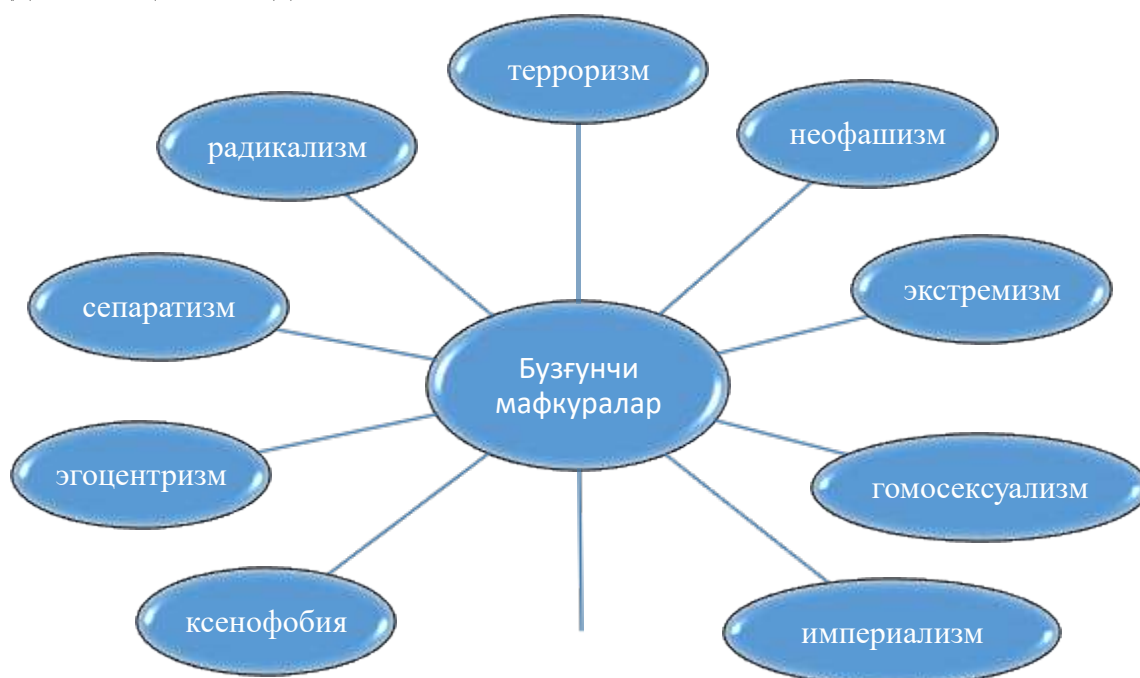 терроризм
радикализм
неофашизм
сепаратизм
экстремизм
Бузғунчи
мафкуралар
эгоцентризм
гомосексуализм
ксенофобия
империализм